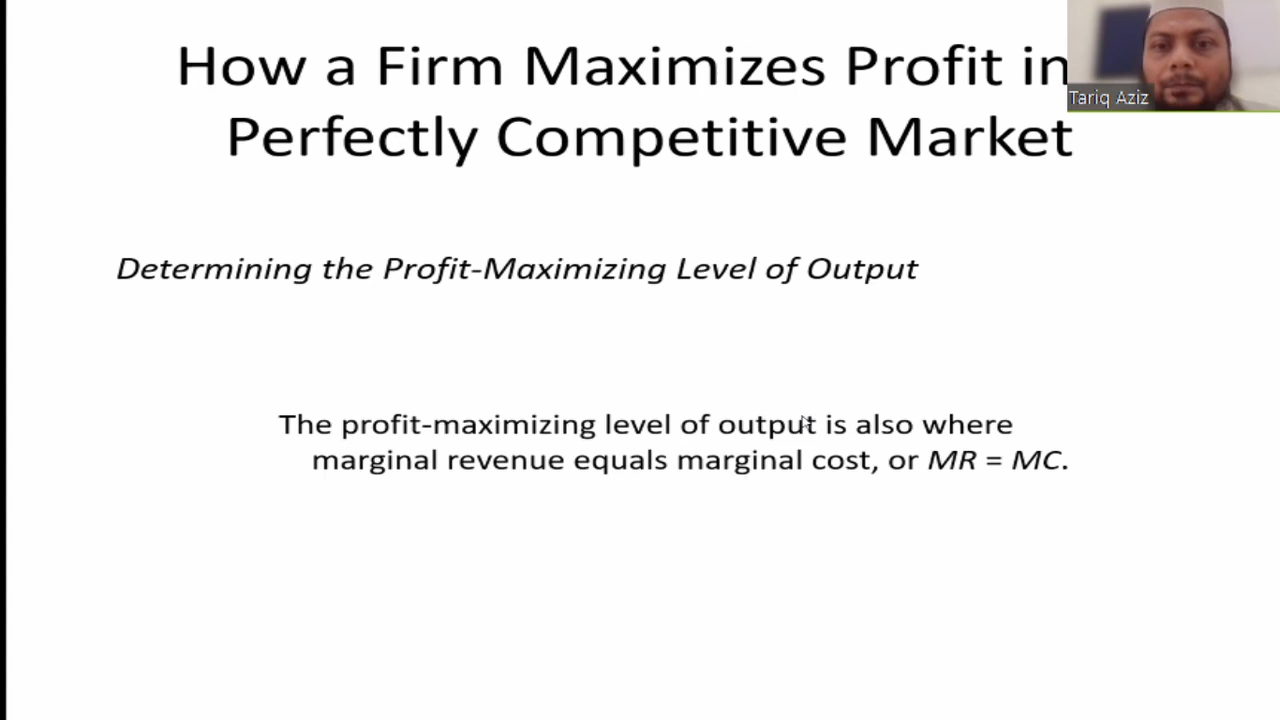 How a Firm Maximizes Profit in
Perfectly Competitive Market
Tariq Aziz
Determining the Profit-Maximizing Level of Output
The profit-maximizing level of output is also where
marginal revenue equals marginal cost, or MR = MC.